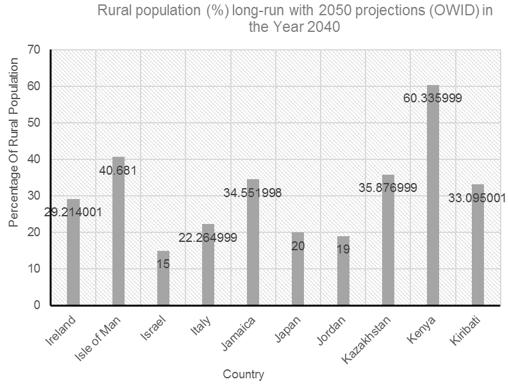 Rural population (%) long-run with 2050 projections (OWID) in
the Year 2040
Percentage Of Rural Population
70
60
50
40
30
20
10
0
29.214001
40.681
15
22.264999
34.551998
20
19
35.876999
60.335999
33.095001
Ireland
Isle of Man
Israel
Italy
Jamaica
Japan
Jordan
Kazakhstan
Kenya
Kiribati
Country